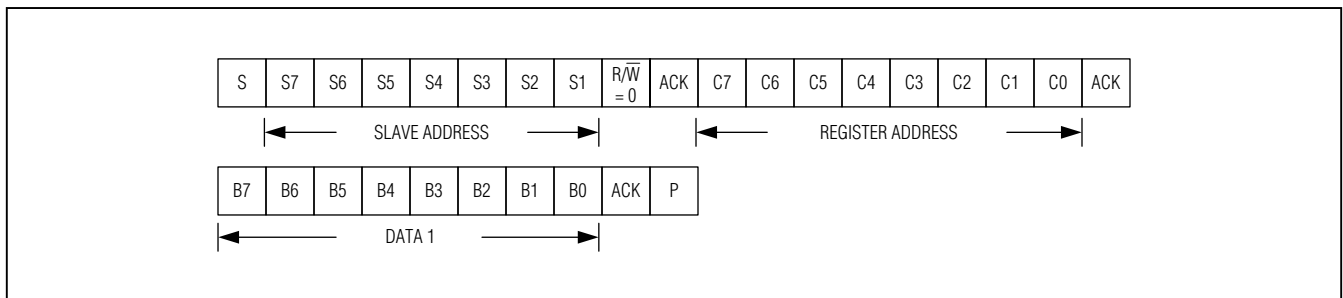 S S7 S6 S5 S4 S3 S2 S1 R/W̅ = 0 ACK C7 C6 C5 C4 C3 C2 C1 C0 ACK
SLAVE ADDRESS REGISTER ADDRESS
B7 B6 B5 B4 B3 B2 B1 B0 ACK P
DATA 1